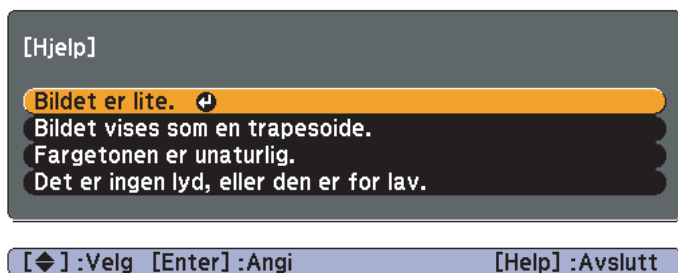 [Hjelp]
Bildet er lite.
Bildet vises som en trapesoide.
Fargetonen er unaturlig.
Det er ingen lyd, eller den er for lav.
[◆] :Velg [Enter] :Angi [Help] :Avslutt